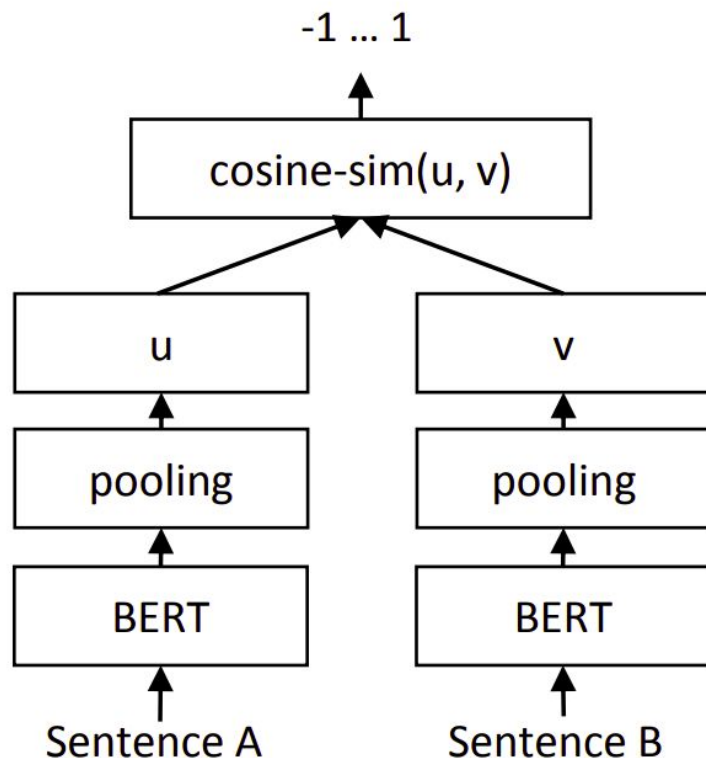 -1 ... 1
cosine-sim(u, v)
u v
pooling pooling
BERT BERT
Sentence A Sentence B